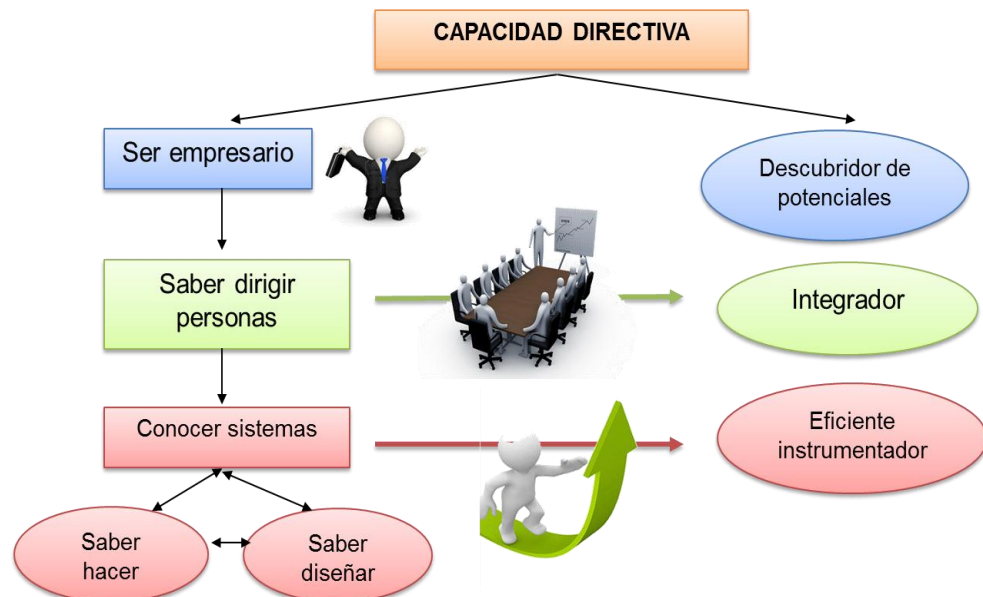 CAPACIDAD DIRECTIVA
Ser empresario
Descubridor de
potenciales
Saber dirigir
personas
Integrador
Conocer sistemas
Eficiente
instrumentador
Saber
hacer
Saber
diseñar